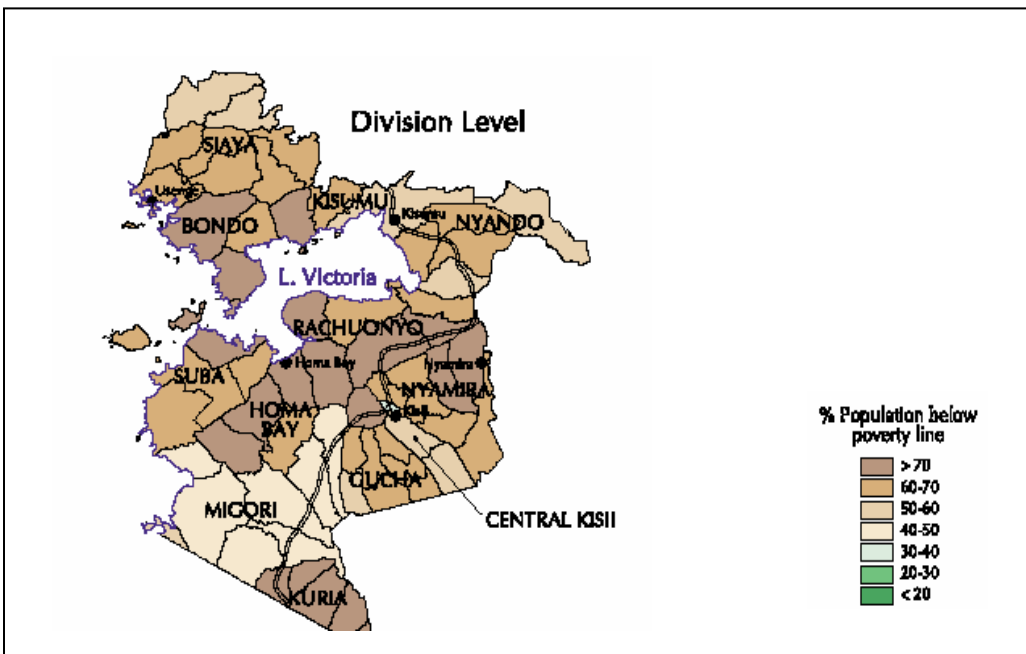 Division Level
SIAYA
Usenge
KISUMU
Kisumu
BONDO
NYANDO
L. Victoria
RACHUONYO
Homa Bay
Nyamira
SUBA
NYAMIRA
HOMA
BAY
Kisii
GUCHA
MIGORI
CENTRAL KISII
KURIA
% Population below
poverty line
>70
60-70
50-60
40-50
30-40
20-30
<20